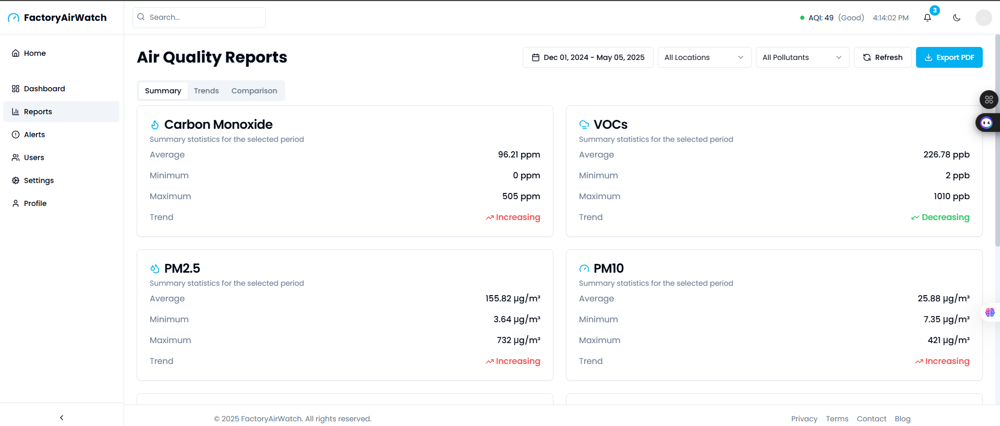 FactoryAirWatch
Search...
AQI: 49 (Good) 4:14:02 PM 3
Home
Dashboard
Reports
Alerts
Users
Settings
Profile
Air Quality Reports
Dec 01, 2024 - May 05, 2025
All Locations
All Pollutants
Refresh
Export PDF
Summary Trends Comparison
Carbon Monoxide
Summary statistics for the selected period
Average 96.21 ppm
Minimum 0 ppm
Maximum 505 ppm
Trend Increasing
VOCs
Summary statistics for the selected period
Average 226.78 ppb
Minimum 2 ppb
Maximum 1010 ppb
Trend Decreasing
PM2.5
Summary statistics for the selected period
Average 155.82 µg/m³
Minimum 3.64 µg/m³
Maximum 732 µg/m³
Trend Increasing
PM10
Summary statistics for the selected period
Average 25.88 µg/m³
Minimum 7.35 µg/m³
Maximum 421 µg/m³
Trend Increasing
© 2025 FactoryAirWatch. All rights reserved.
Privacy Terms Contact Blog